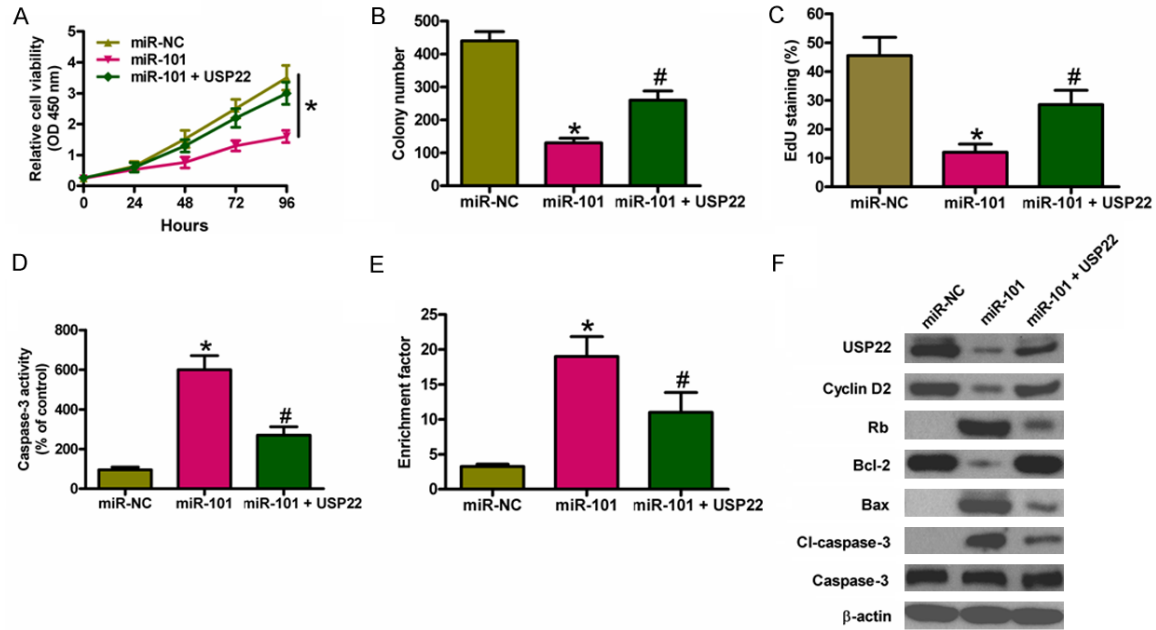 A
Relative cell viability
(OD 450 nm)
5
4
3
2
1
0
miR-NC
miR-101
miR-101 + USP22
*
0 24 48 72 96
Hours
B
Colony number
500
400
300
200
100
0
*
#
miR-NC miR-101 miR-101 + USP22
C
EdU staining (%)
60
50
40
30
20
10
0
*
#
miR-NC miR-101 miR-101 + USP22
D
Caspase-3 activity
(% of control)
800
600
400
200
0
*
#
miR-NC miR-101 miR-101 + USP22
E
Enrichment factor
25
20
15
10
5
0
*
#
miR-NC miR-101 miR-101 + USP22
F
miR-NC miR-101 miR-101 + USP22
USP22
Cyclin D2
Rb
Bcl-2
Bax
Cl-caspase-3
Caspase-3
β-actin